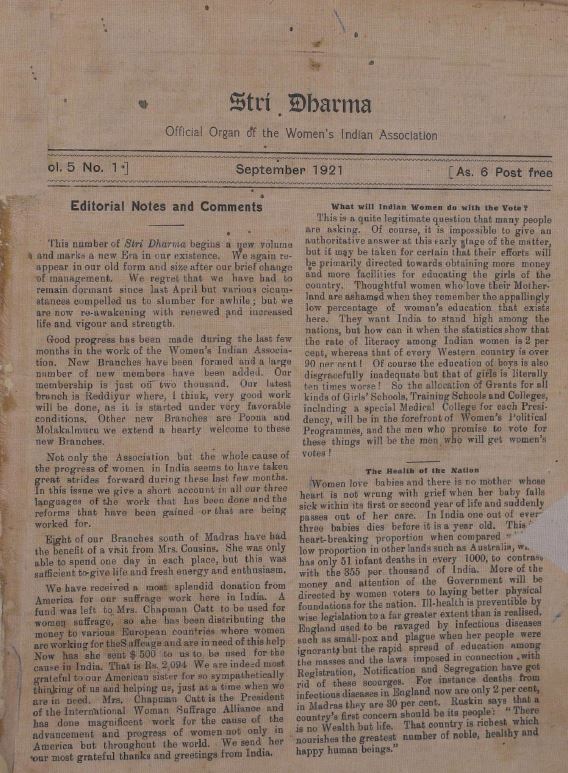 Stri Dharma
Official Organ of the Women's Indian Association
ol. 5 No. 1·]
September 1921
[ As. 6 Post free
Editorial Notes and Comments
This number of Stri Dharma begins a new volume
and marks a new Era in our existence. We again re-
appear in our old form and size after our brief change
of management. We regret that we have had to
remain dormant since last April but various cicum-
stances compelled us to slumber for awhile; but we
are now re-awakening with renewed and increased
life and vigour and strength.
Good progress has been made during the last few
months in the work of the Women's Indian Associa-
tion. New Branches have been formed and a large
number of new members have been added. Our
membership is just on two thousand. Our latest
branch is Reddiyur where, I think, very good work
will be done, as it is started under very favorable
conditions. Other new Branches are Poona and
Molakalmuru we extend a hearty welcome to these
new Branches.
Not only the Association but the whole cause of
the progress of women in India seems to have taken
great strides forward during these last few months.
In this issue we give a short account in all our three
languages of the work that has been done and the
reforms that have been gained or that are being
worked for.
Eight of our Branches south of Madras have had
the benefit of a visit from Mrs. Cousins. She was only
able to spend one day in each place, but this was
sufficient to give life and fresh energy and enthusiasm.
We have received a most splendid donation from
America for our suffrage work here in India. A
fund was left to Mrs. Chapman Catt to be used for
women suffrage, so she has been distributing the
money to various European countries where women
are working for the Suffeage and are in need of this help
Now has she sent $ 500 to us to be used for the
cause in India. That is Rs. 2,094 We are indeed most
grateful to our American sister for so sympathetically
thinking of us and helping us, just at a time when we
are in need. Mrs. Chapman Catt is the President
of the International Woman Suffrage Alliance and
has done magnificent work for the cause of the
advancement and progress of women not only in
America but throughout the world. We send her
our most grateful thanks and greetings from India.
What will Indian Women do with the Vote?
This is a quite legitimate question that many people
are asking. Of course, it is impossible to give an
authoritative answer at this early stage of the matter,
but it may be taken for certain that their efforts will
be primarily directed towards obtaining more money
and more facilities for educating the girls of the
country. Thoughtful women who love their Mother-
land are ashamed when they remember the appallingly
low percentage of woman's education that exists
here. They want India to stand high among the
nations, but how can it when the statistics show that
the rate of literacy among Indian women is 2 per
cent, whereas that of every Western country is over
90 per cent! Of course the education of boys is also
disgracefully inadequate but that of girls is literally
ten times worse! So the allocation of Grants for all
kinds of Girls' Schools, Training Schools and Colleges,
including a special Medical College for each Presi-
dency, will be in the forefront of Women's Political
Programmes, and the men who promise to vote for
these things will be the men who will get women's
votes!
The Health of the Nation
Women love babies and there is no mother whose
heart is not wrung with grief when her baby falls
sick within its first or second year of life and suddenly
passes out of her care. In India one out of every
three babies dies before it is a year old. This
heart-breaking proportion when compared
low proportion in other lands such as Australia,
has only 51 infant deaths in every 1000, to contrast
with the 350 per thousand of India. More of the
money and attention of the Government will be
directed by women voters to laying better physical
foundations for the nation. Ill-health is preventible by
wise legislation to a far greater extent than is realised.
England used to be ravaged by infectious diseases
such as small-pox and plague when her people were
ignorant but the rapid spread of education among
the masses and the laws imposed in connection with
Registration, Notification and Segregation have got
rid of these scourges. For instance deaths from
infectious diseases in England now are only 2 per cent,
in Madras they are 30 per cent. Ruskin says that a
country's first concern should be its people: "There
is no Wealth but life. That country is richest which
nourishes the greatest number of noble, healthy and
happy human beings."